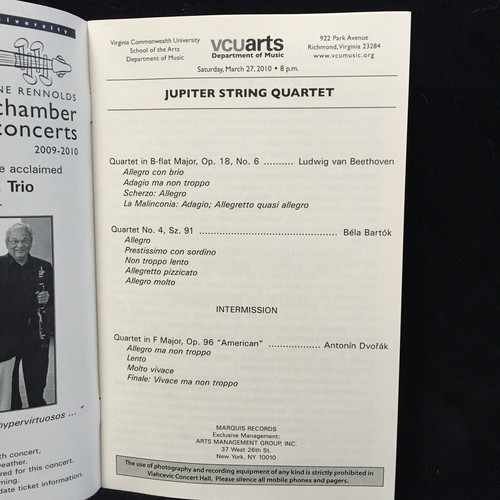 iversity
NE RENNOLDS
chamber
concerts
2009-2010
e acclaimed
Trio
hypervirtuosos ... "
th concert,
weather.
red for this concert.
ming.
date ticket information.
Virginia Commonwealth University
School of the Arts
Department of Music
vcuarts
Department of Music
922 Park Avenue
Richmond, Virginia 23284
www.vcumusic.org
Saturday, March 27, 2010 • 8 p.m.
JUPITER STRING QUARTET
Quartet in B-flat Major, Op. 18, No. 6 .......... Ludwig van Beethoven
Allegro con brio
Adagio ma non troppo
Scherzo: Allegro
La Malinconia: Adagio; Allegretto quasi allegro
Quartet No. 4, Sz. 91 .................................................. Béla Bartók
Allegro
Prestissimo con sordino
Non troppo lento
Allegretto pizzicato
Allegro molto
INTERMISSION
Quartet in F Major, Op. 96 "American" .................. Antonín Dvořák
Allegro ma non troppo
Lento
Molto vivace
Finale: Vivace ma non troppo
MARQUIS RECORDS
Exclusive Management:
ARTS MANAGEMENT GROUP, INC.
37 West 26th St.
New York, NY 10010
The use of photography and recording equipment of any kind is strictly prohibited in
Vlahcevic Concert Hall. Please silence all mobile phones and pagers.